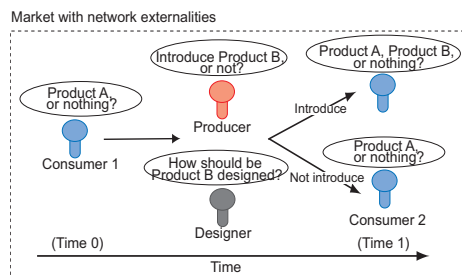 Market with network externalities
Product A,
or nothing?
Consumer 1
Introduce Product B,
or not?
Producer
How should be
Product B designed?
Designer
Introduce
Not introduce
Product A, Product B,
or nothing?
Product A,
or nothing?
Consumer 2
(Time 0)
(Time 1)
Time